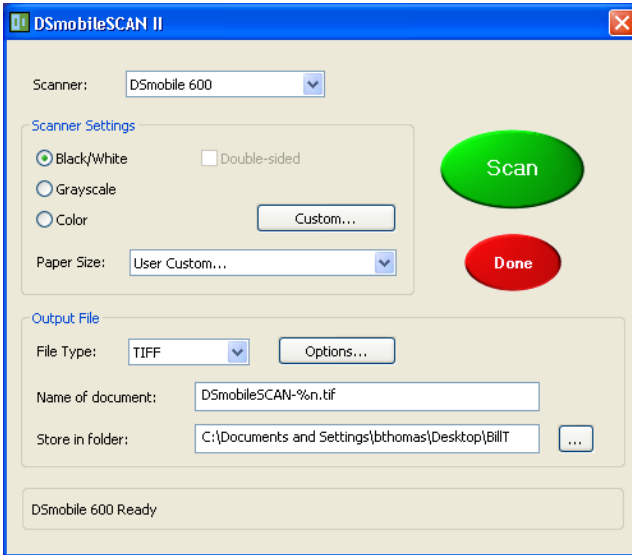 DSmobileSCAN II
Scanner: DSmobile 600
Scanner Settings
Black/White Double-sided
Scan
Grayscale
Color Custom...
Paper Size: User Custom...
Done
Output File
File Type: TIFF Options...
Name of document: DSmobileSCAN-%n.tif
Store in folder: C:\Documents and Settings\bthomas\Desktop\BillT ...
DSmobile 600 Ready